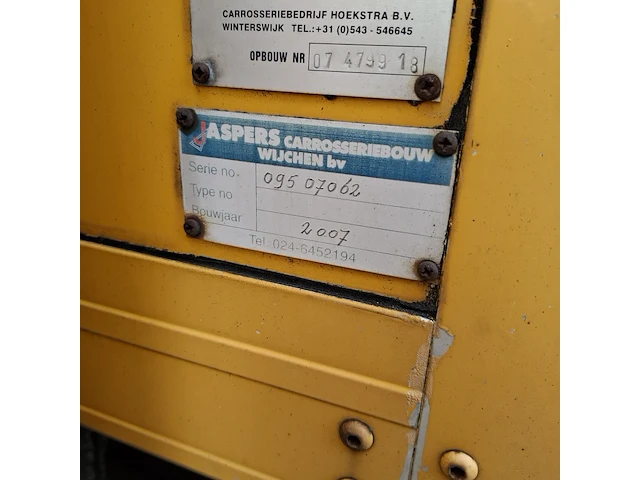 CARROSSERIEBEDRIJF HOEKSTRA B.V.
WINTERSWIJK TEL.:+31 (0)543 - 546645
OPBOUW NR 07 4799 18
JASPERS CARROSSERIEBOUW
WIJCHEN bv
Serie no. 095 07062
Type no
Bouwjaar 2007
Tel. 024-6452194